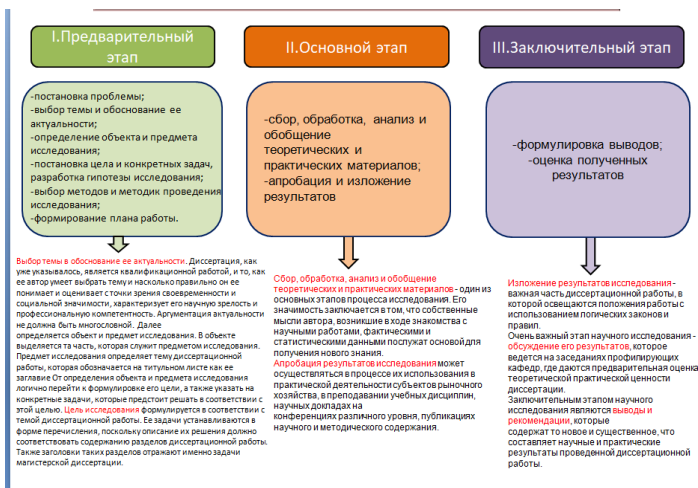 I.Предварительный
этап
-постановка проблемы;
-выбор темы и обоснование ее
актуальности;
-определение объекта и предмета
исследования;
-постановка цела и конкретных задач,
разработка гипотезы исследования;
-выбор методов и методик проведения
исследования;
-формирование плана работы.
Выбор темы в обоснование ее актуальности. Диссертация, как
уже указывалось, является квалификационной работой, и то, как
ее автор умеет выбрать тему и насколько правильно он ее
понимает и оценивает с точки зрения своевременности и
социальной значимости, характеризует его научную зрелость и
профессиональную компетентность. Аргументация актуальности
не должна быть многословной. Далее
определяется объект и предмет исследования. В объекте
выделяется та часть, которая служит предметом исследования.
Предмет исследования определяет тему диссертационной
работы, которая обозначается на титульном листе как ее
заглавие От определения объекта и предмета исследования
логично перейти к формулировке его цели, а также указать на
конкретные задачи, которые предстоит решать в соответствии с
этой целью. Цель исследования формулируется в соответствии с
темой диссертационной работы. Ее задачи устанавливаются в
форме перечисления, поскольку описание их решения должно
соответствовать содержанию разделов диссертационной работы.
Также заголовки таких разделов отражают именно задачи
магистерской диссертации.
II.Основной этап
-сбор, обработка, анализ и
обобщение
теоретических и
практических материалов;
-апробация и изложение
результатов
Сбор, обработка, анализ и обобщение
теоретических и практических материалов - один из
основных этапов процесса исследования. Его
значимость заключается в том, что собственные
мысли автора, возникшие в ходе знакомства с
научными работами, фактическими и
статистическими данными послужат основой для
получения нового знания.
Апробация результатов исследования может
осуществляться в процессе их использования в
практической деятельности субъектов рыночного
хозяйства, в преподавании учебных дисциплин,
научных докладах на
конференциях различного уровня, публикациях
научного и методического содержания.
III.Заключительный этап
-формулировка выводов;
-оценка полученных
результатов
Изложение результатов исследования -
важная часть диссертационной работы, в
которой освещаются положения работы с
использованием логических законов и
правил.
Очень важный этап научного исследования -
обсуждение его результатов, которое
ведется на заседаниях профилирующих
кафедр, где даются предварительная оценка
теоретической практической ценности
диссертации.
Заключительным этапом научного
исследования являются выводы и
рекомендации, которые
содержат то новое и существенное, что
составляет научные и практические
результаты проведенной диссертационной
работы.